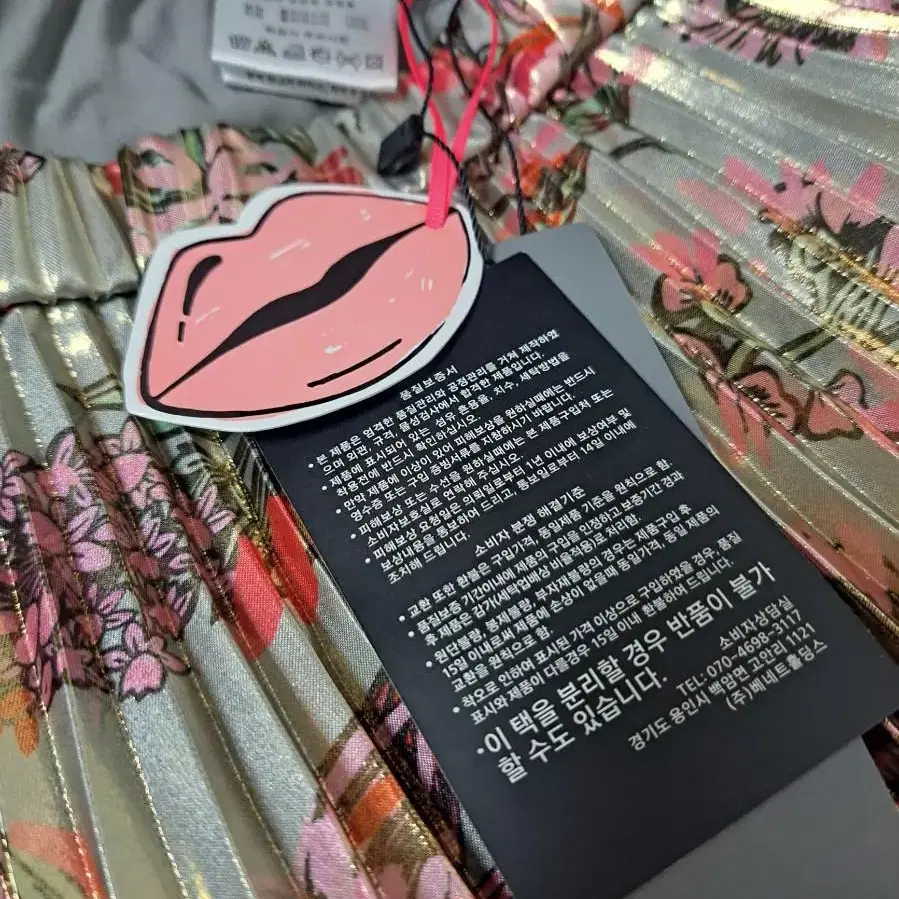 품질보증서
• 본 제품은 엄격한 품질관리와 공정관리를 거쳐 제작하였
으며 외관, 규격, 물성검사에서 합격한 제품입니다.
• 제품에 표시되어 있는 섬유 혼용율, 치수, 세탁방법을
착용전에 반드시 확인하십시오.
• 만약 제품에 이상이 있어 피해보상을 원하실때에는 반드시
영수증 또는 구입 증빙서류를 지참하시기 바랍니다.
• 피해보상 또는 수선을 원하실때에는 본 제품구입처 또는
소비자보호실로 연락해 주십시오.
• 피해보상 요청일은 의뢰일로부터 1년 이내에 보상여부 및
보상내용을 통보하여 드리고, 통보일로부터 14일 이내에
조치해 드립니다.
소비자 분쟁 해결기준
• 교환 또한 환불은 구입가격, 동일제품 기준을 원칙으로 함.
• 품질보증 기간이내에 제품의 구입을 인정하고 보증기간 경과
후 제품은 감가(세탁업배상 비율적용)로 처리함.
• 원단불량, 봉제불량, 부자재불량의 경우는 제품구입 후
15일 이내로써 제품에 손상이 없을때 동일가격, 동일 제품의
교환을 원칙으로 함.
• 착오로 인하여 표시된 가격 이상으로 구입하였을 경우, 품질
표시와 제품이 다를경우 15일 이내 환불하여 드립니다.
•이 택을 분리할 경우 반품이 불가
할 수도 있습니다.
소비자상담실
TEL: 070-4698-3117
경기도 용인시 백암면 고안리 1121
(주)베네트홀딩스